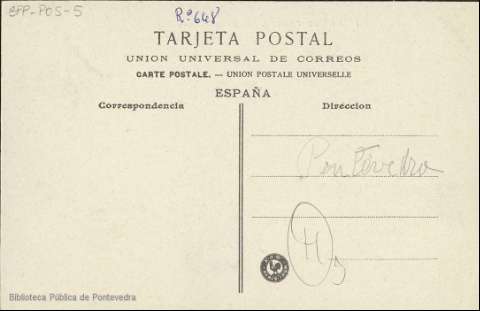 BPP-POS-5
Rº 648
TARJETA POSTAL
UNION UNIVERSAL DE CORREOS
CARTE POSTALE. — UNION POSTALE UNIVERSELLE
ESPAÑA
Correspondencia
Direccion
Pontevedra
H
Biblioteca Pública de Pontevedra